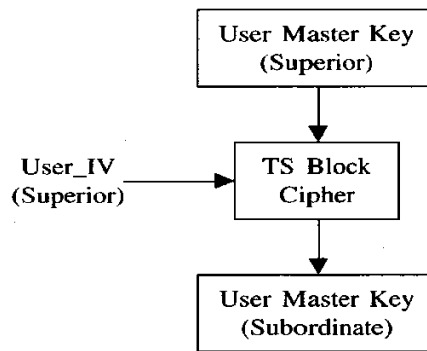 User Master Key
(Superior)
User_IV
(Superior)
TS Block
Cipher
User Master Key
(Subordinate)